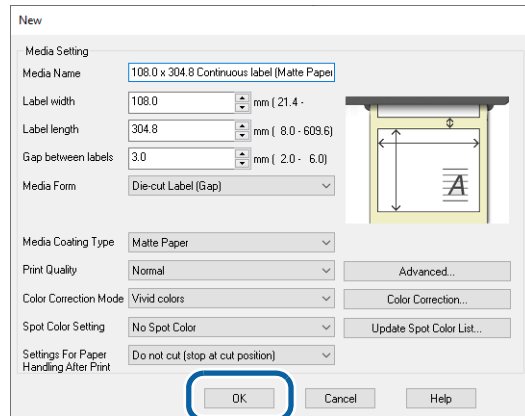 New
Media Setting
Media Name 108.0 x 304.8 Continuous label (Matte Paper
Label width 108.0 mm ( 21.4 -
Label length 304.8 mm ( 8.0 - 609.6)
Gap between labels 3.0 mm ( 2.0 - 6.0)
Media Form Die-cut Label (Gap)
A
Media Coating Type Matte Paper
Print Quality Normal Advanced...
Color Correction Mode Vivid colors Color Correction...
Spot Color Setting No Spot Color Update Spot Color List...
Settings For Paper
Handling After Print Do not cut (stop at cut position)
OK Cancel Help